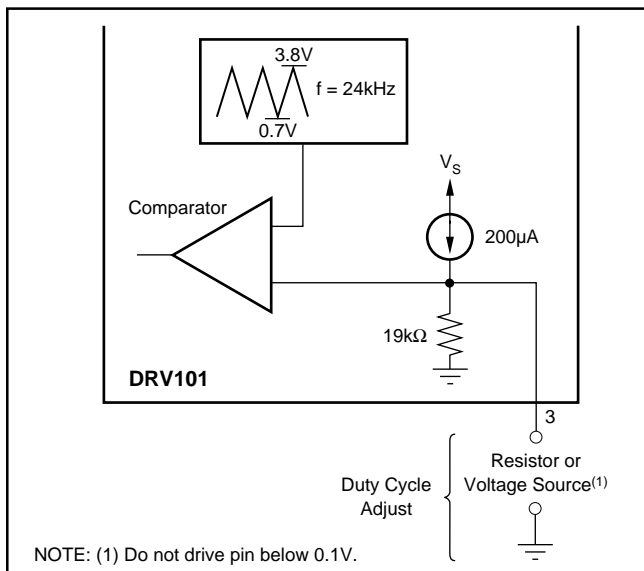 3.8V
f = 24kHz
0.7V
V_S
Comparator
200µA
19kΩ
DRV101
3
Resistor or
Voltage Source(1)
Duty Cycle
Adjust
NOTE: (1) Do not drive pin below 0.1V.